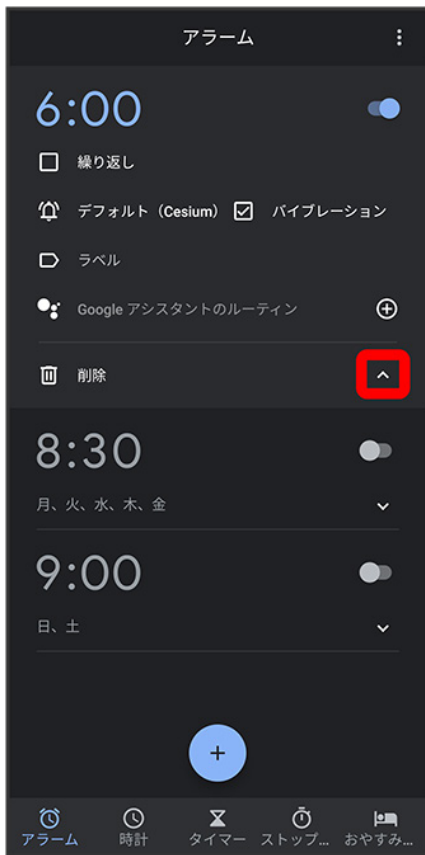 アラーム
6:00
繰り返し
デフォルト（Cesium） バイブレーション
ラベル
Google アシスタントのルーティン
削除
8:30
月、火、水、木、金
9:00
日、土
アラーム 時計 タイマー ストップ... おやすみ...